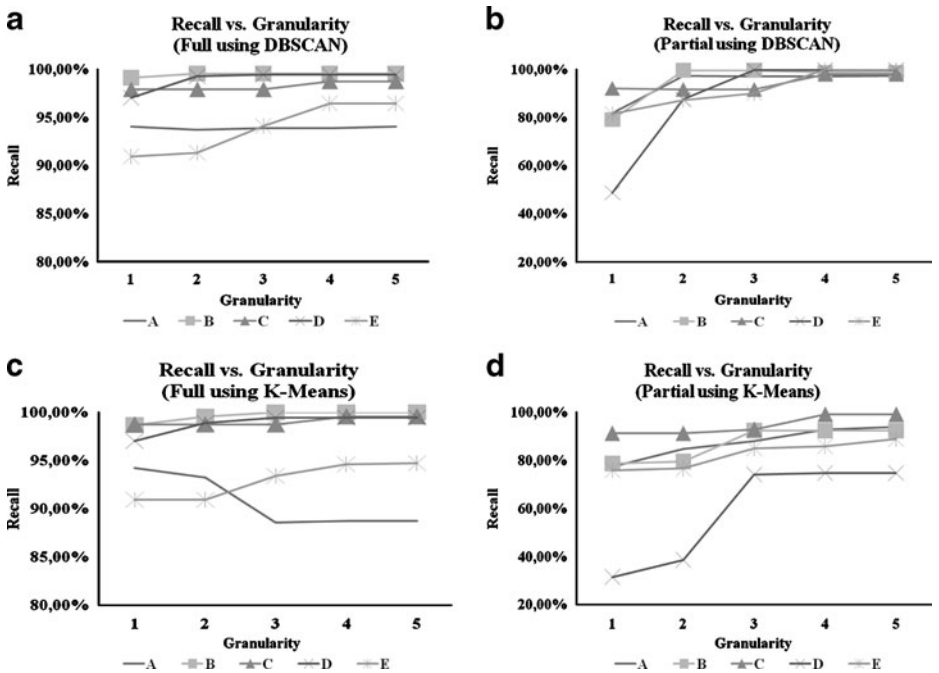 a
Recall vs. Granularity
(Full using DBSCAN)
100,00%
95,00%
90,00%
85,00%
80,00%
Recall
1 2 3 4 5
Granularity
A B C D E
b
Recall vs. Granularity
(Partial using DBSCAN)
100,00%
80,00%
60,00%
40,00%
20,00%
Recall
1 2 3 4 5
Granularity
A B C D E
c
Recall vs. Granularity
(Full using K-Means)
100,00%
95,00%
90,00%
85,00%
80,00%
Recall
1 2 3 4 5
Granularity
A B C D E
d
Recall vs. Granularity
(Partial using K-Means)
100,00%
80,00%
60,00%
40,00%
20,00%
Recall
1 2 3 4 5
Granularity
A B C D E